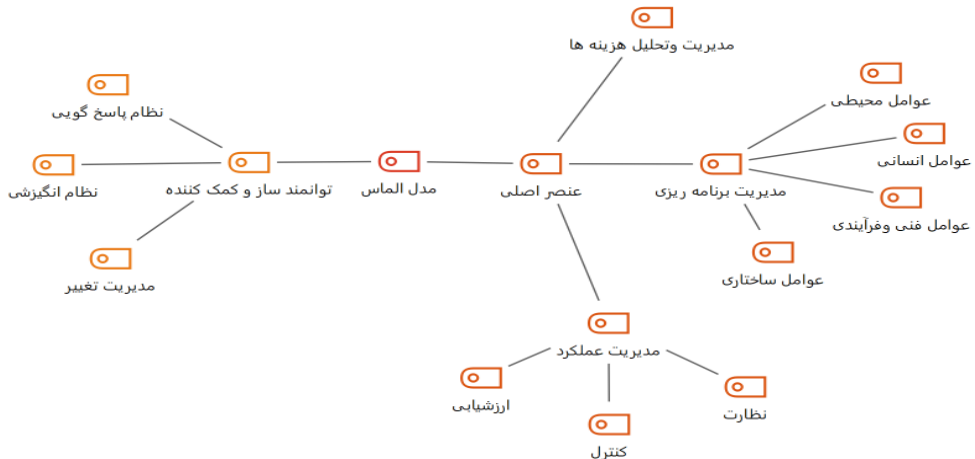 مدیریت وتحلیل هزینه ها
عوامل محیطی
نظام پاسخ گویی
عوامل انسانی
مدیریت برنامه ریزی
عنصر اصلی
مدل الماس
توانمند ساز و کمک کننده
نظام انگیزشی
عوامل فنی وفرآیندی
عوامل ساختاری
مدیریت تغییر
مدیریت عملکرد
ارزشیابی
نظارت
کنترل